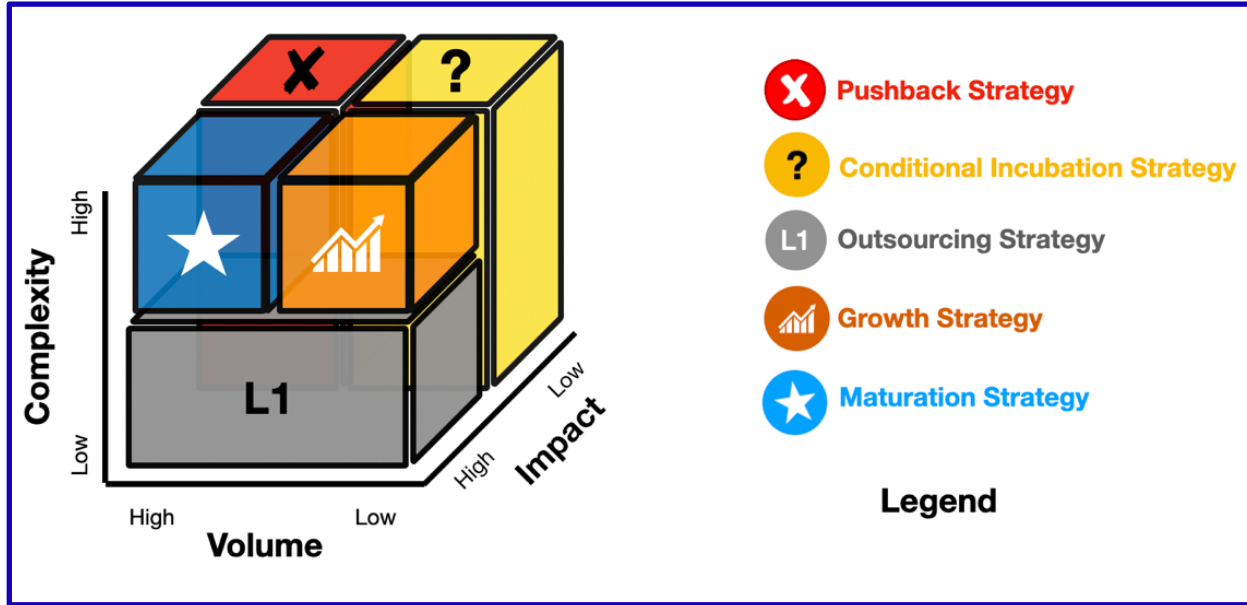 ?
Pushback Strategy
? Conditional Incubation Strategy
L1 Outsourcing Strategy
Growth Strategy
Maturation Strategy
Legend
Complexity
High
Low
L1
High
Low
Volume
High
Low
Impact